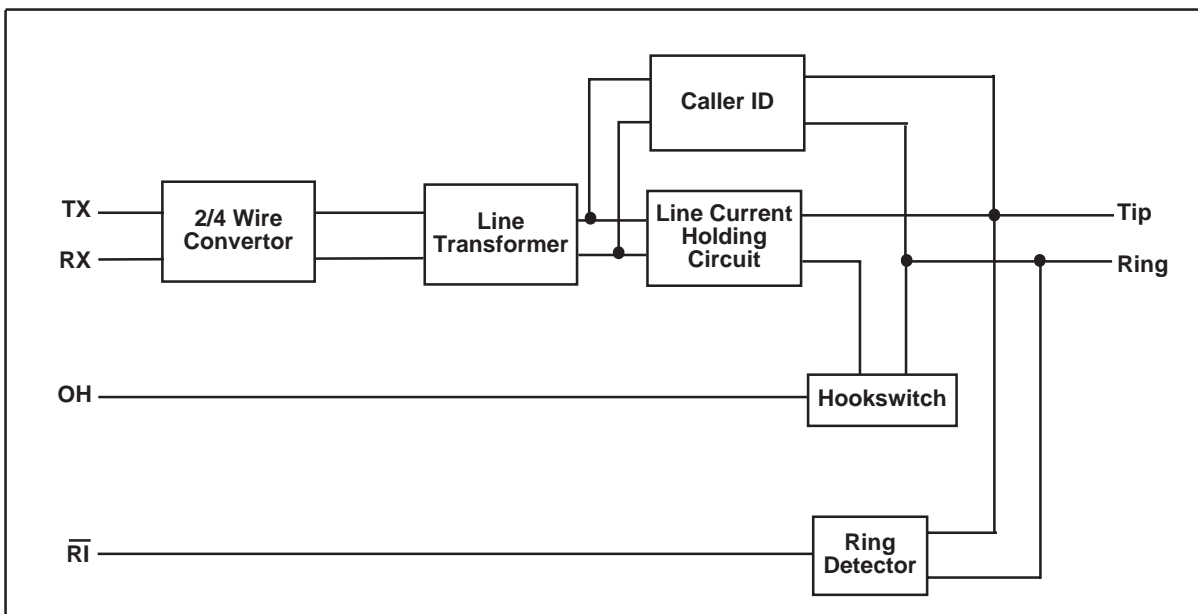 Caller ID
TX
RX
2/4 Wire
Convertor
Line
Transformer
Line Current
Holding
Circuit
Tip
Ring
OH
Hookswitch
R̅I̅
Ring
Detector